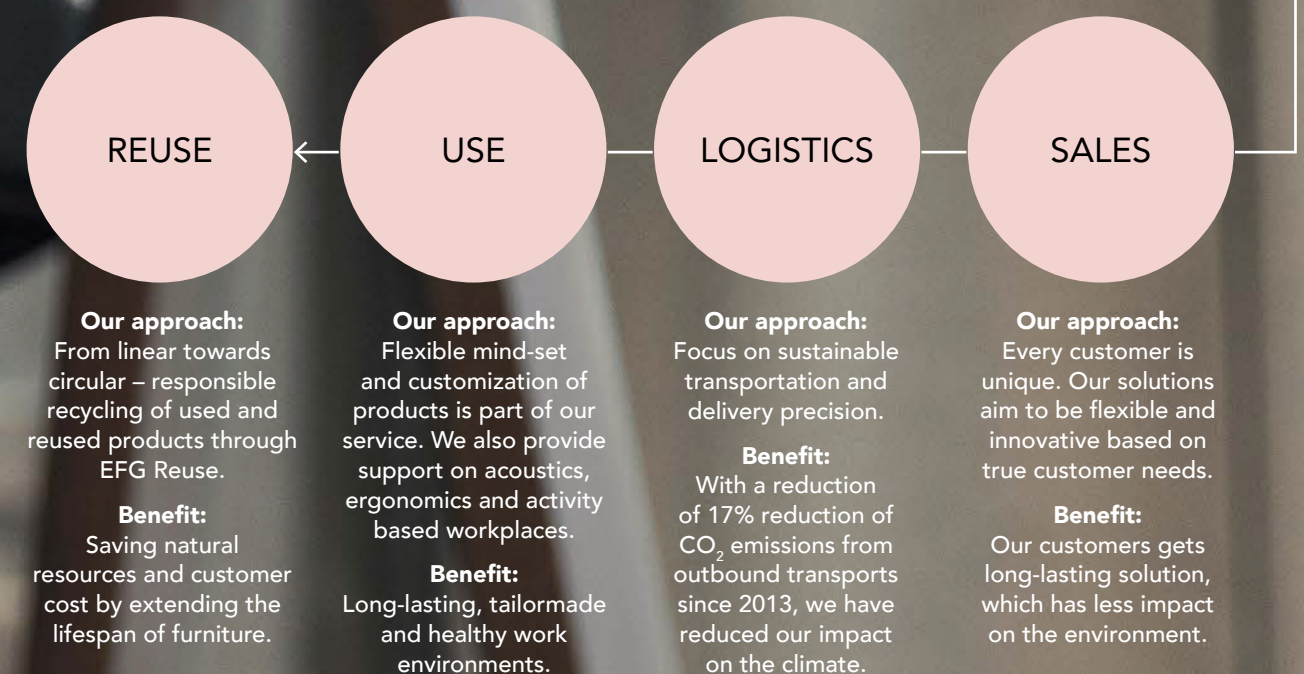 REUSE
USE
LOGISTICS
SALES
Our approach:
From linear towards
circular – responsible
recycling of used and
reused products through
EFG Reuse.
Benefit:
Saving natural
resources and customer
cost by extending the
lifespan of furniture.
Our approach:
Flexible mind-set
and customization of
products is part of our
service. We also provide
support on acoustics,
ergonomics and activity
based workplaces.
Benefit:
Long-lasting, tailormade
and healthy work
environments.
Our approach:
Focus on sustainable
transportation and
delivery precision.
Benefit:
With a reduction
of 17% reduction of
CO₂ emissions from
outbound transports
since 2013, we have
reduced our impact
on the climate.
Our approach:
Every customer is
unique. Our solutions
aim to be flexible and
innovative based on
true customer needs.
Benefit:
Our customers gets
long-lasting solution,
which has less impact
on the environment.